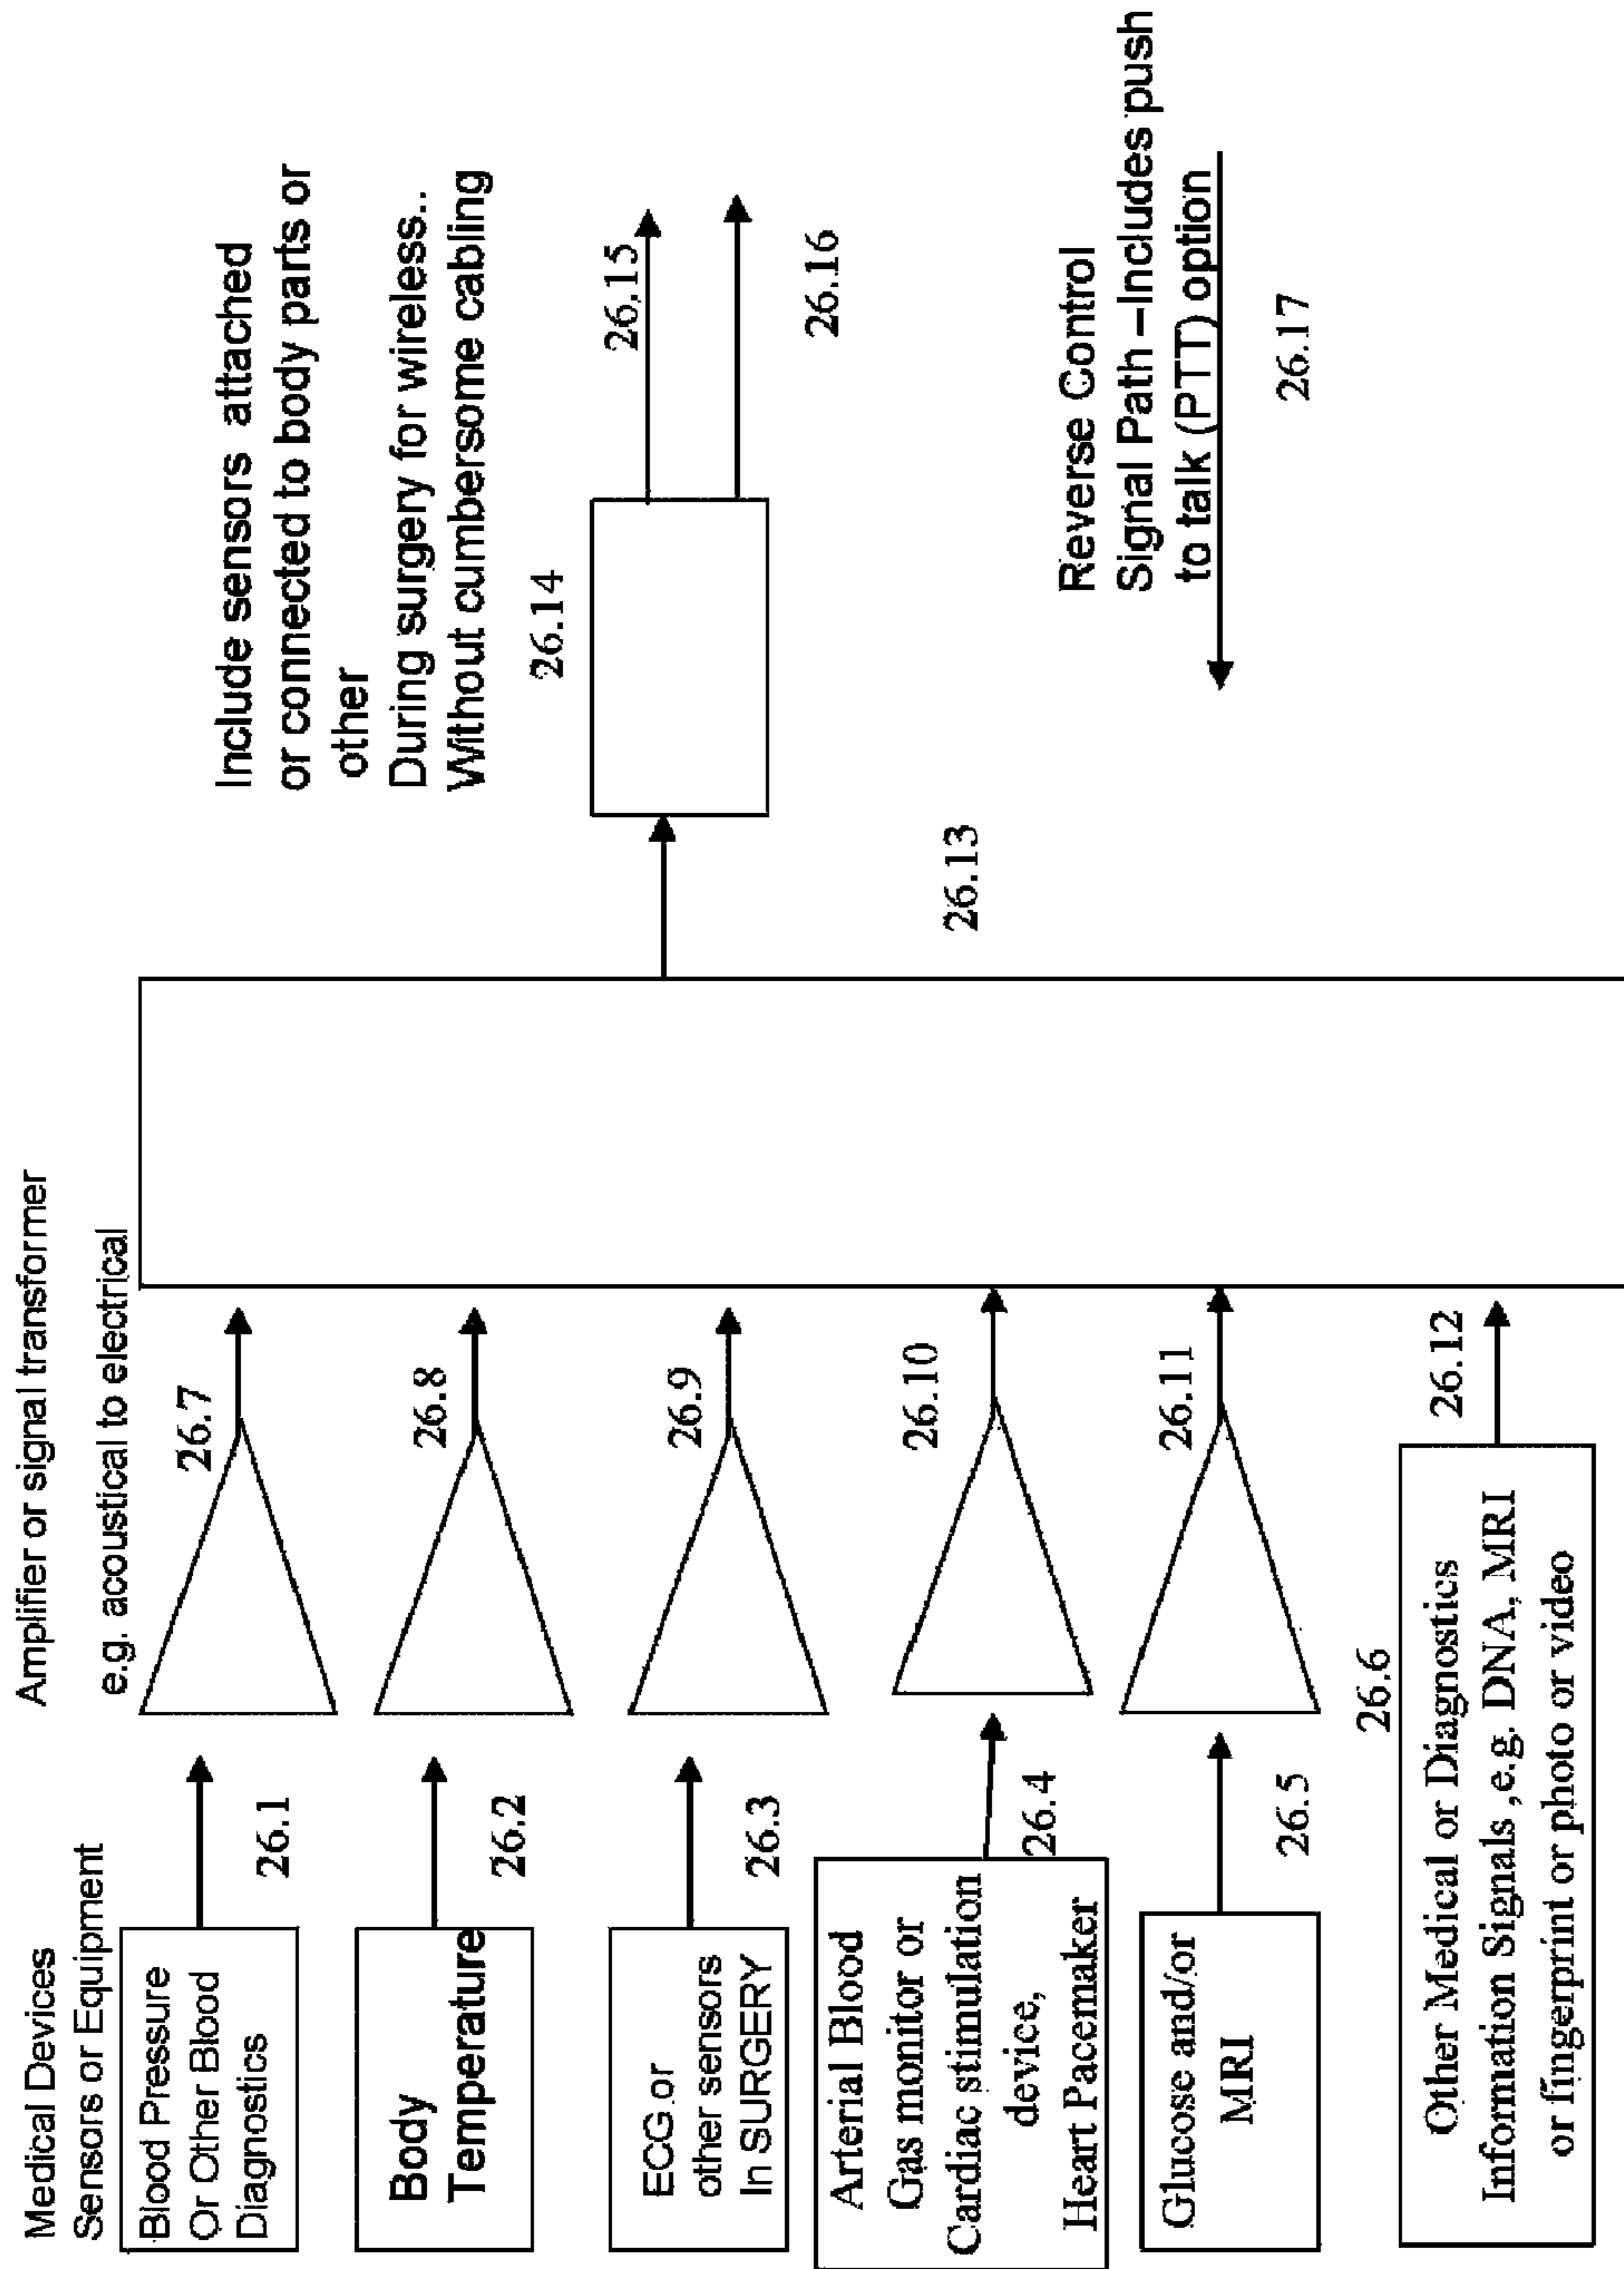 Medical Devices
Sensors or Equipment
Amplifier or signal transformer
e.g. acoustical to electrical
Blood Pressure
Or Other Blood
Diagnostics
26.1
26.7
Body
Temperature
26.2
26.8
ECG or
other sensors
In SURGERY
26.3
26.9
Arterial Blood
Gas monitor or
Cardiac stimulation
device,
Heart Pacemaker
26.4
26.10
Glucose and/or
MRI
26.5
26.11
26.6
Other Medical or Diagnostics
Information Signals ,e.g. DNA, MRI
or fingerprint or photo or video
26.12
26.13
Include sensors attached
or connected to body parts or
other
During surgery for wireless..
Without cumbersome cabling
26.14
26.15
26.16
Reverse Control
Signal Path –Includes push
to talk (PTT) option
26.17